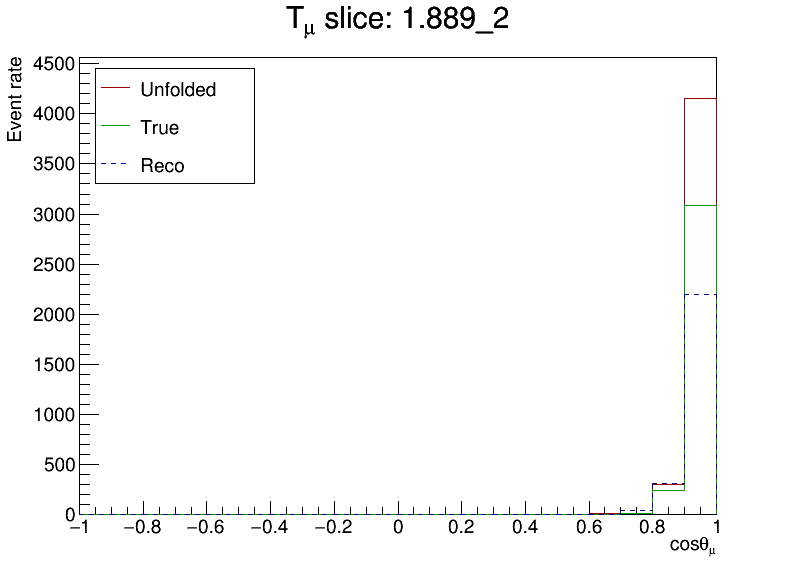 Tμ slice: 1.889_2
Event rate
4500
4000
3500
3000
2500
2000
1500
1000
500
0
Unfolded
True
Reco
−1 −0.8 −0.6 −0.4 −0.2 0 0.2 0.4 0.6 0.8 1
cosθμ